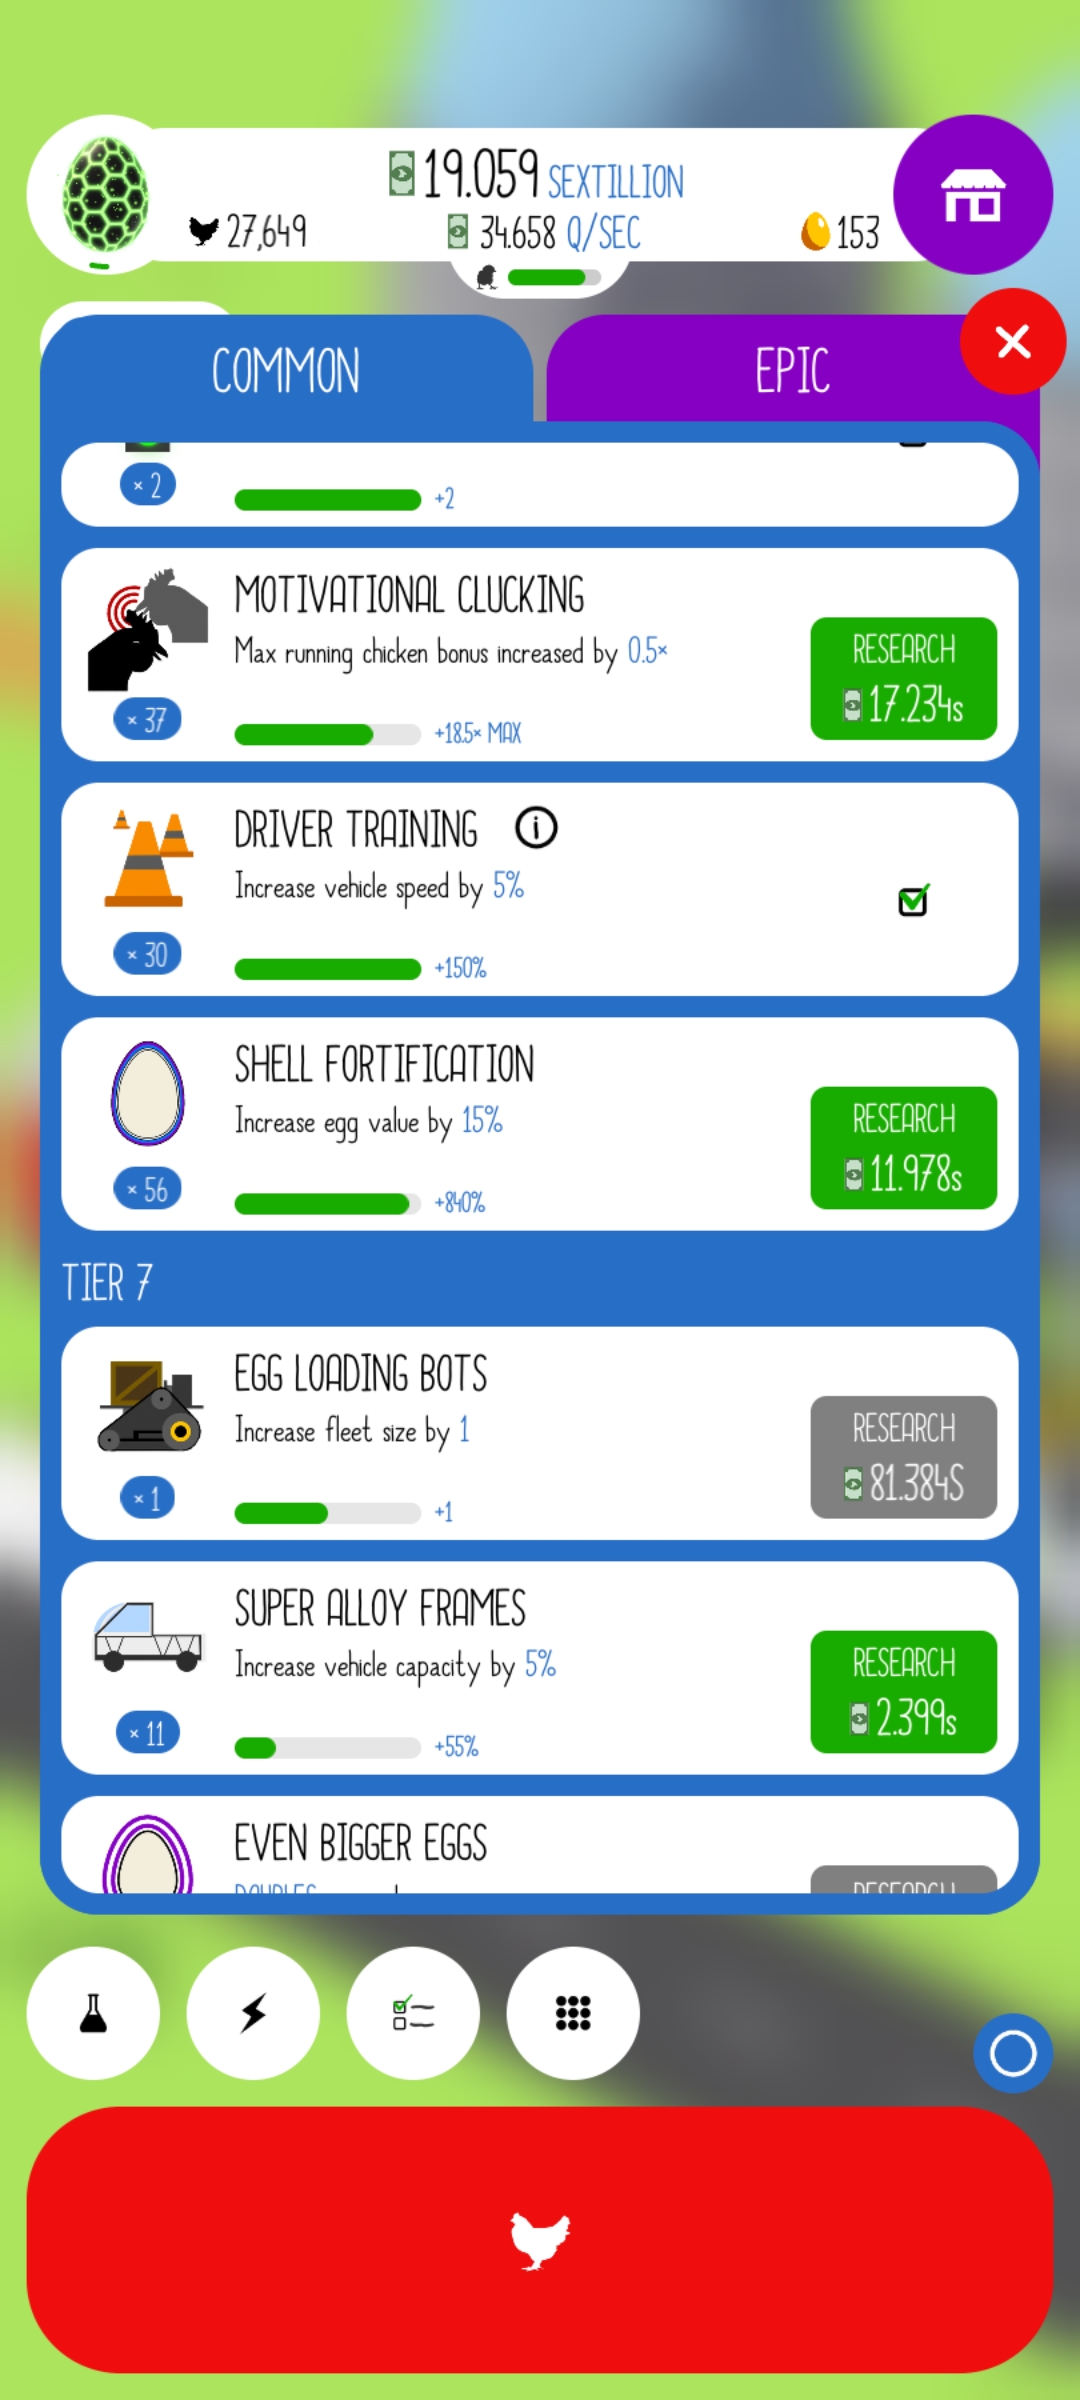 19.059 SEXTILLION
27,649
34.658 Q/SEC
153
COMMON
EPIC
× 2
+2
MOTIVATIONAL CLUCKING
Max running chicken bonus increased by 0.5×
RESEARCH
17.234s
× 37
+18.5× MAX
DRIVER TRAINING
Increase vehicle speed by 5%
× 30
+150%
SHELL FORTIFICATION
Increase egg value by 15%
RESEARCH
11.978s
× 56
+840%
TIER 7
EGG LOADING BOTS
Increase fleet size by 1
RESEARCH
81.384S
× 1
+1
SUPER ALLOY FRAMES
Increase vehicle capacity by 5%
RESEARCH
2.399s
× 11
+55%
EVEN BIGGER EGGS
RESEARCH